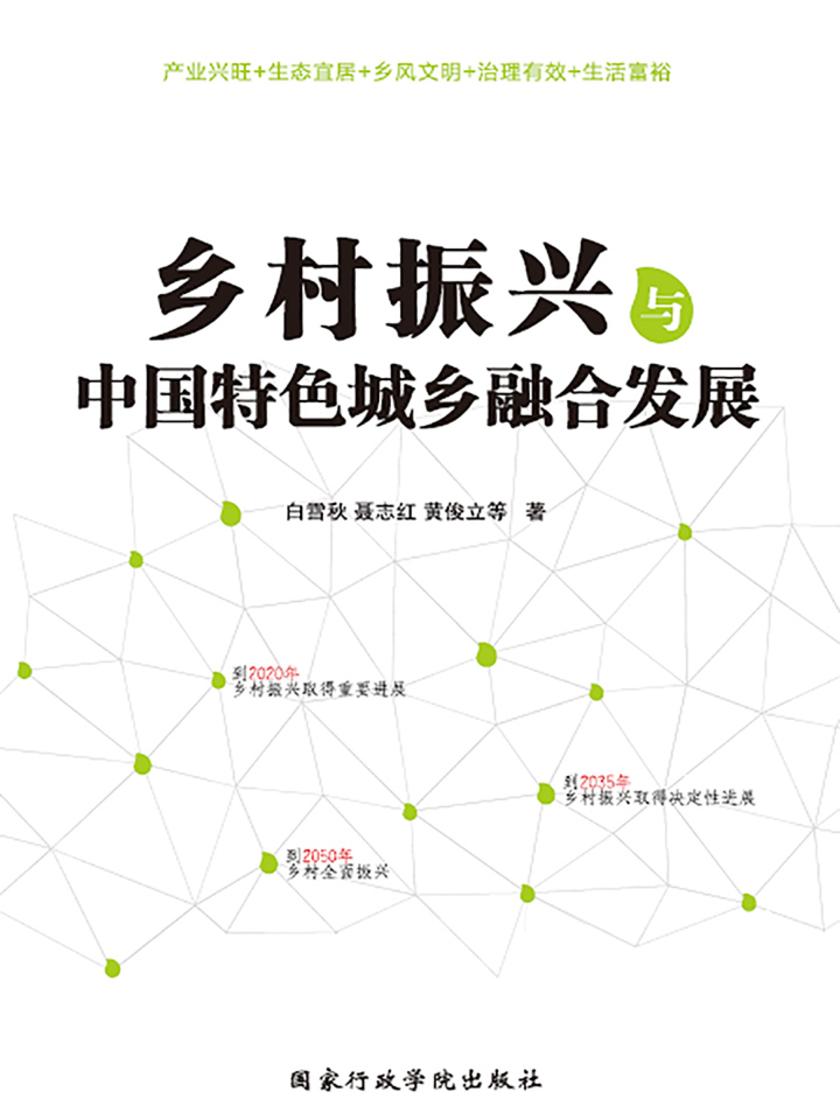 产业兴旺+生态宜居+乡风文明+治理有效+生活富裕
乡村振兴与
中国特色城乡融合发展
白雪秋 聂志红 黄俊立等 著
到2020年
乡村振兴取得重要进展
到2035年
乡村振兴取得决定性进展
到2050年
乡村全面振兴
国家行政学院出版社